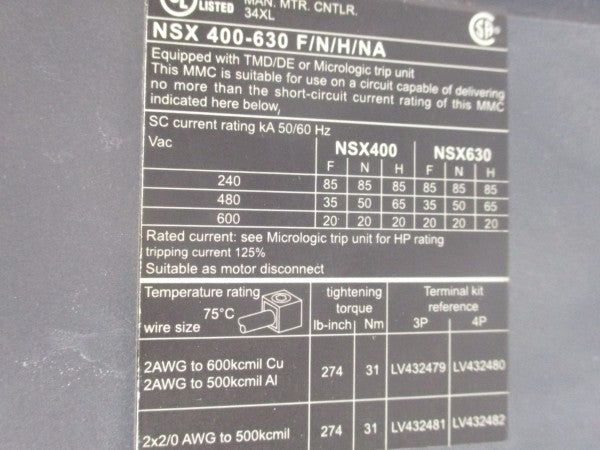 UL LISTED MAN. MTR. CNTLR.
34XL
NSX 400-630 F/N/H/NA
Equipped with TMD/DE or Micrologic trip unit
This MMC is suitable for use on a circuit capable of delivering
no more than the short-circuit current rating of this MMC
indicated here below,
SC current rating kA 50/60 Hz
Vac NSX400 NSX630
F N H F N H
240 85 85 85 85 85 85
480 35 50 65 35 50 65
600 20 20 20 20 20 20
Rated current: see Micrologic trip unit for HP rating
tripping current 125%
Suitable as motor disconnect
Temperature rating tightening Terminal kit
75°C torque reference
wire size lb-inch Nm 3P 4P
2AWG to 600kcmil Cu
2AWG to 500kcmil Al 274 31 LV432479 LV432480
2x2/0 AWG to 500kcmil 274 31 LV432481 LV432482